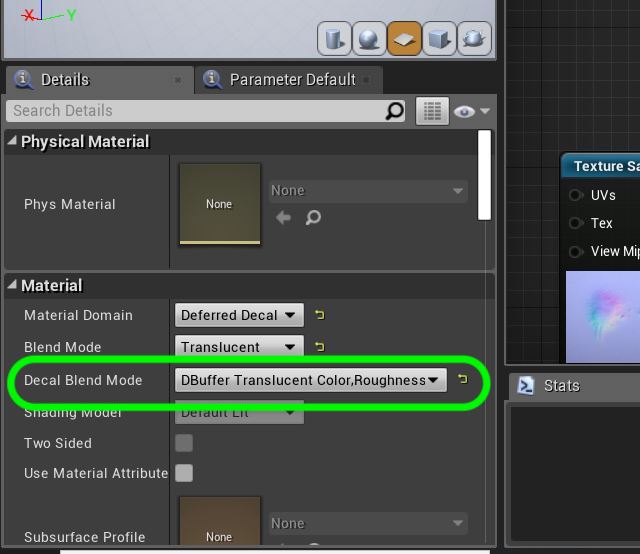 X Y
Details
Parameter Default
Search Details
Physical Material
Phys Material
None
None
Material
Material Domain
Deferred Decal
Blend Mode
Translucent
Decal Blend Mode
DBuffer Translucent Color,Roughness
Shading Model
Default Lit
Two Sided
Use Material Attribute
Subsurface Profile
None
None
Texture Sa
UVs
Tex
View Mip
Stats